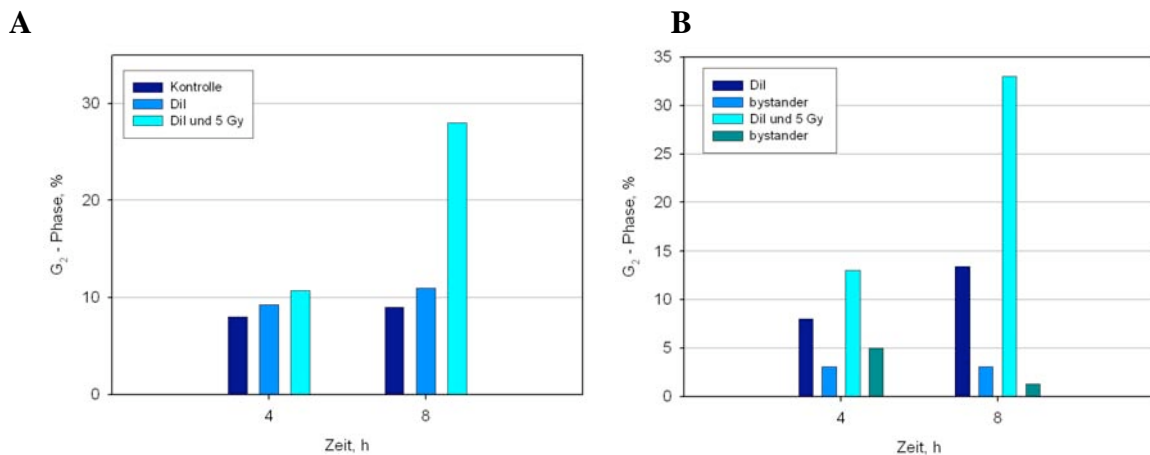 A
Kontrolle
DiI
DiI und 5 Gy
30
20
10
0
G₂ - Phase, %
4
8
Zeit, h
B
DiI
bystander
DiI und 5 Gy
bystander
35
30
25
20
15
10
5
0
G₂ - Phase, %
4
8
Zeit, h